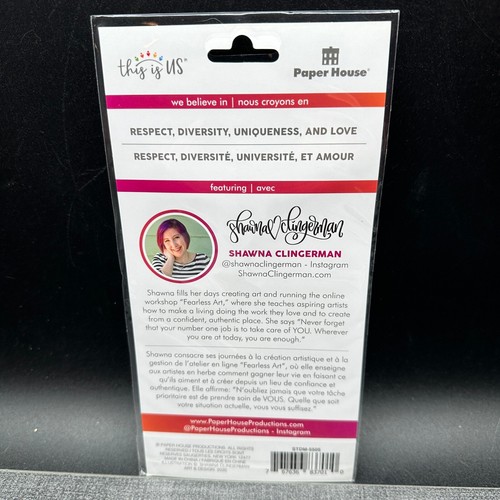 this is US®
Paper House®
we believe in | nous croyons en
RESPECT, DIVERSITY, UNIQUENESS, AND LOVE
RESPECT, DIVERSITÉ, UNIVERSITÉ, ET AMOUR
featuring | avec
shawna clingerman
SHAWNA CLINGERMAN
@shawnaclingerman - Instagram
ShawnaClingerman.com
Shawna fills her days creating art and running the online
workshop "Fearless Art," where she teaches aspiring artists
how to make a living doing the work they love and to create
from a confident, authentic place. She says "Never forget
that your number one job is to take care of YOU. Wherever
you are at today, you are enough."
Shawna consacre ses journées à la création artistique et à la
gestion de l'atelier en ligne "Fearless Art", où elle enseigne
aux artistes en herbe comment gagner leur vie en faisant ce
qu'ils aiment et à créer depuis un lieu de confiance et
authentique. Elle affirme: "N'oubliez jamais que votre tâche
prioritaire est de prendre soin de VOUS. Quelle que soit
votre situation actuelle, vous vous suffisez."
www.PaperHouseProductions.com
@PaperHouseProductions - Instagram
PAPER HOUSE PRODUCTIONS. ALL RIGHTS